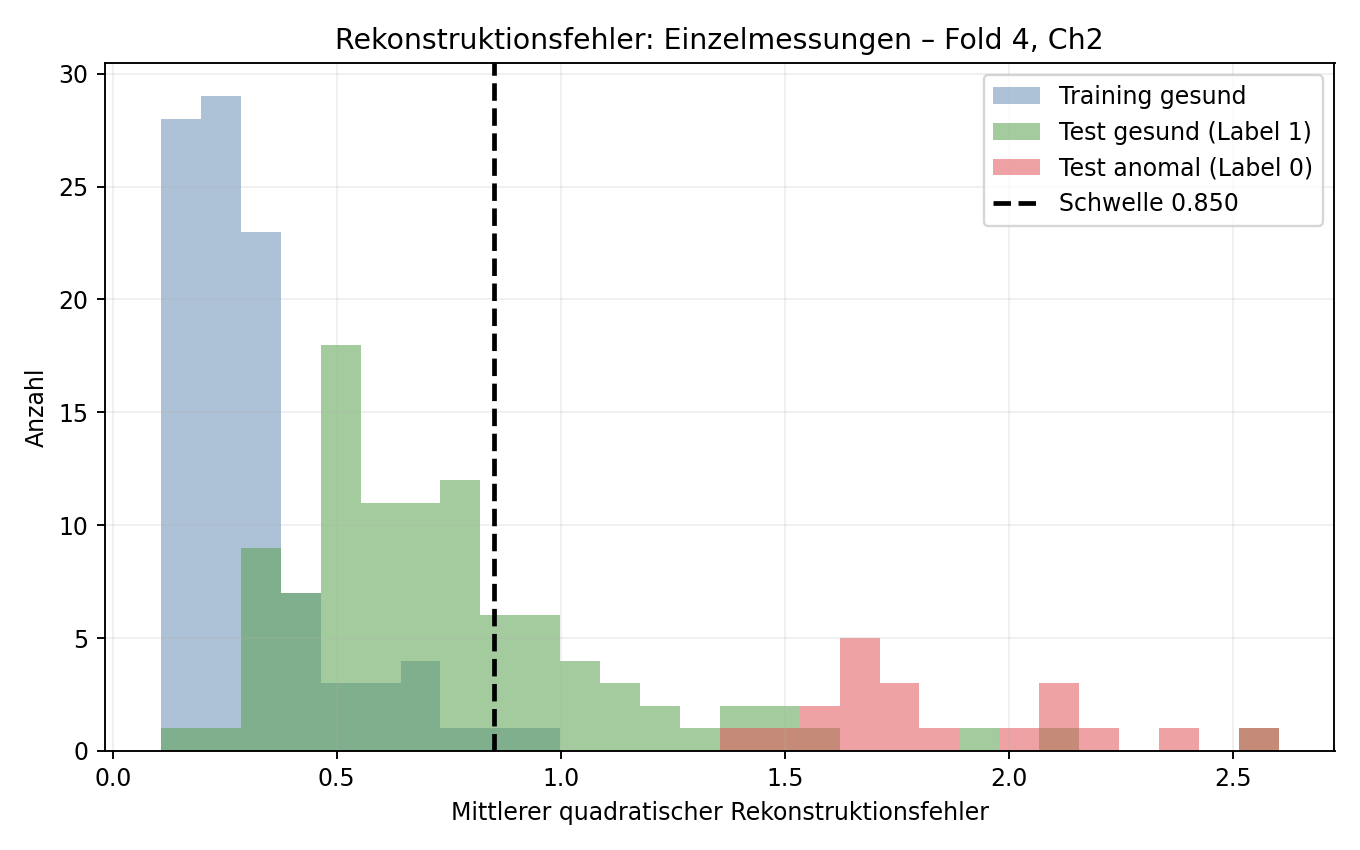 Rekonstruktionsfehler: Einzelmessungen – Fold 4, Ch2
Training gesund
Test gesund (Label 1)
Test anomal (Label 0)
Schwelle 0.850
Anzahl
30
25
20
15
10
5
0
0.0 0.5 1.0 1.5 2.0 2.5
Mittlerer quadratischer Rekonstruktionsfehler